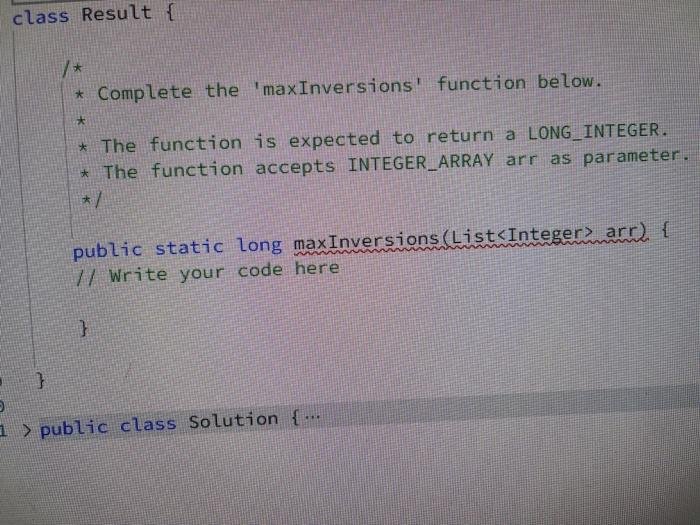 class Result {
/*
* Complete the 'maxInversions' function below.
*
* The function is expected to return a LONG_INTEGER.
* The function accepts INTEGER_ARRAY arr as parameter.
*/
public static long maxInversions(List<Integer> arr) {
// Write your code here
}
}
1 > public class Solution {...